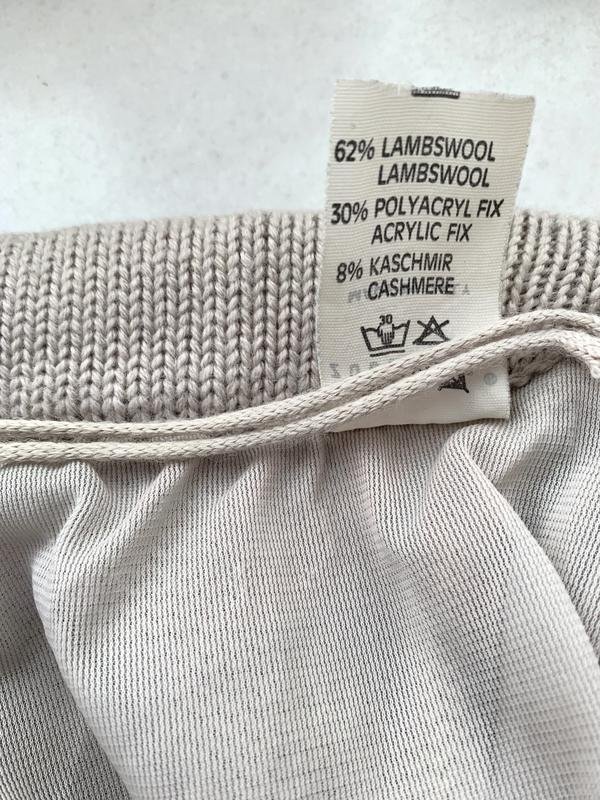 62% LAMBSWOOL
LAMBSWOOL
30% POLYACRYL FIX
ACRYLIC FIX
8% KASCHMIR
CASHMERE
30